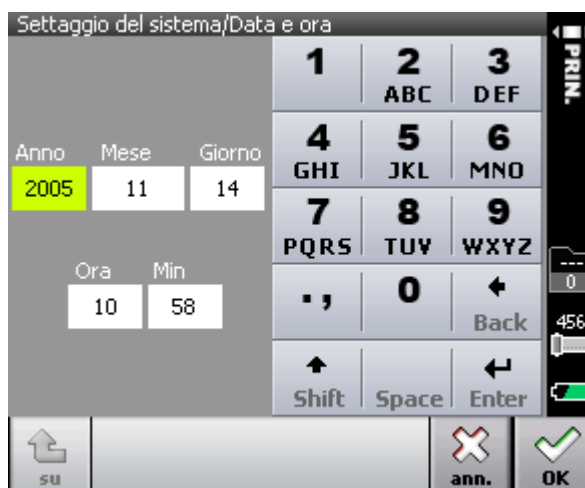 Settaggio del sistema/Data e ora
PRIN.
1 2 3
ABC DEF
Anno Mese Giorno
2005 11 14
4 5 6
GHI JKL MNO
7 8 9
PQRS TUV WXYZ
Ora Min
10 58
., 0
Back
Shift Space Enter
---
0
456
su
ann.
OK